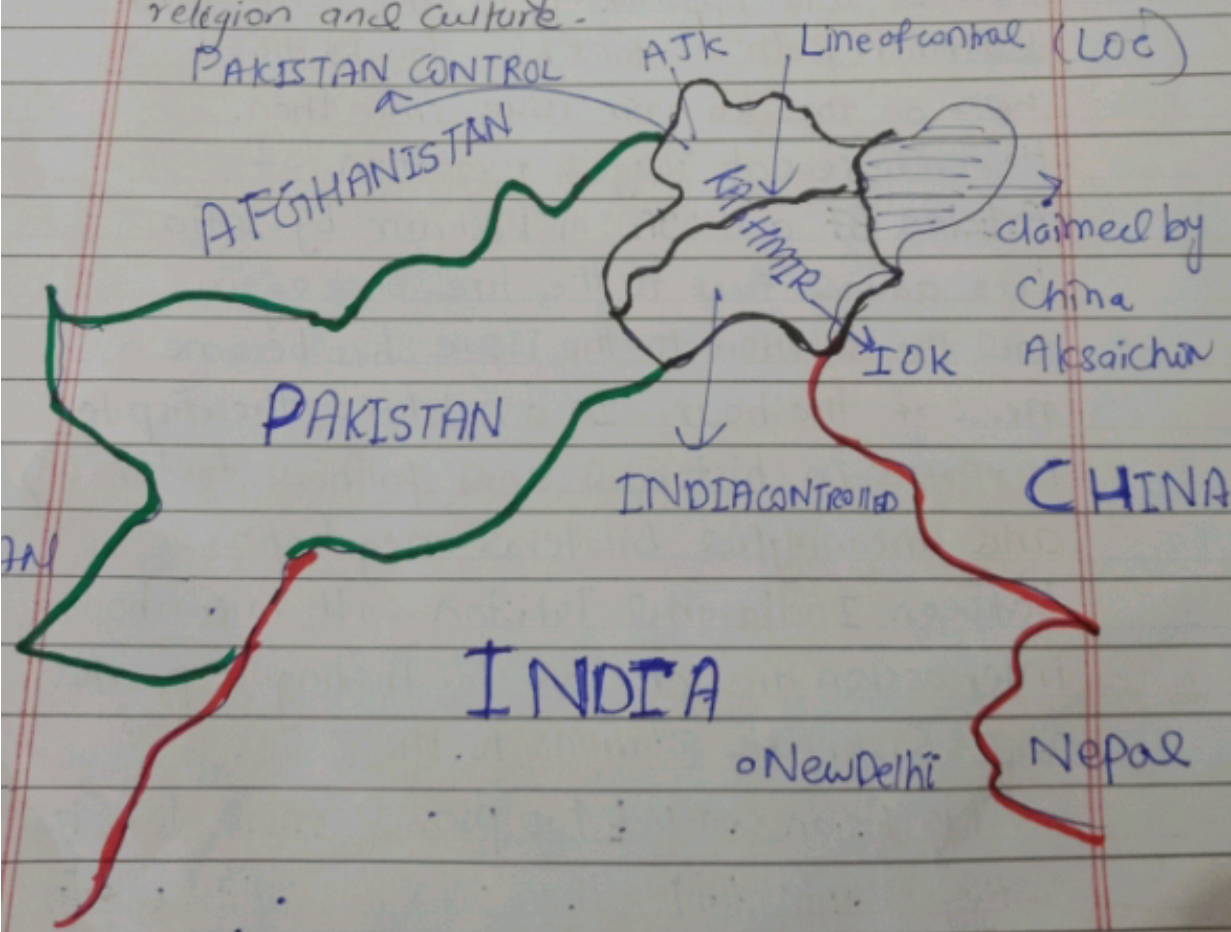 religion and culture.
PAKISTAN CONTROL
AJK
Line of control (LOC)
AFGHANISTAN
KASHMIR
claimed by
China
Aksaichin
IOK
PAKISTAN
INDIA CONTROllED
CHINA
AN
INDIA
New Delhi
Nepal